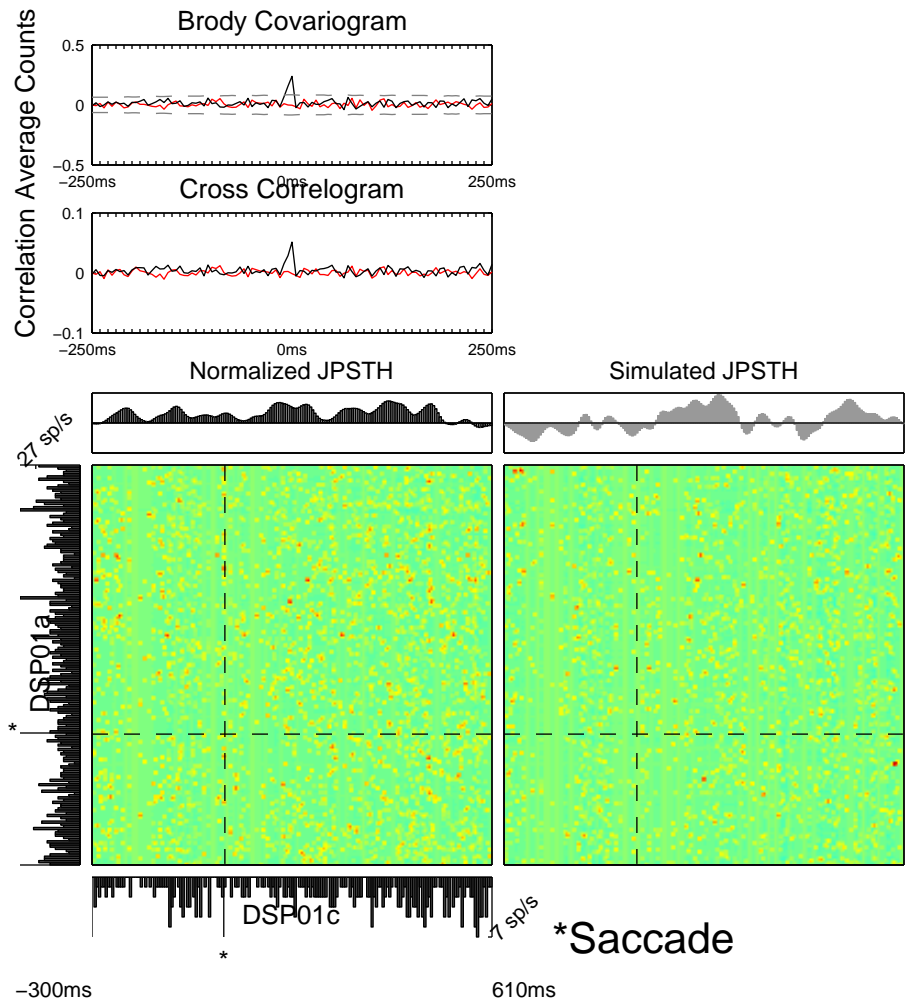 Brody Covariogram
Correlation Average Counts
0.5
0
−0.5
−250ms
0ms
250ms
Cross Correlogram
0.1
0
−0.1
−250ms
0ms
250ms
Normalized JPSTH
Simulated JPSTH
27 sp/s
DSP01a
*
DSP01c
7 sp/s
*
*Saccade
−300ms
610ms